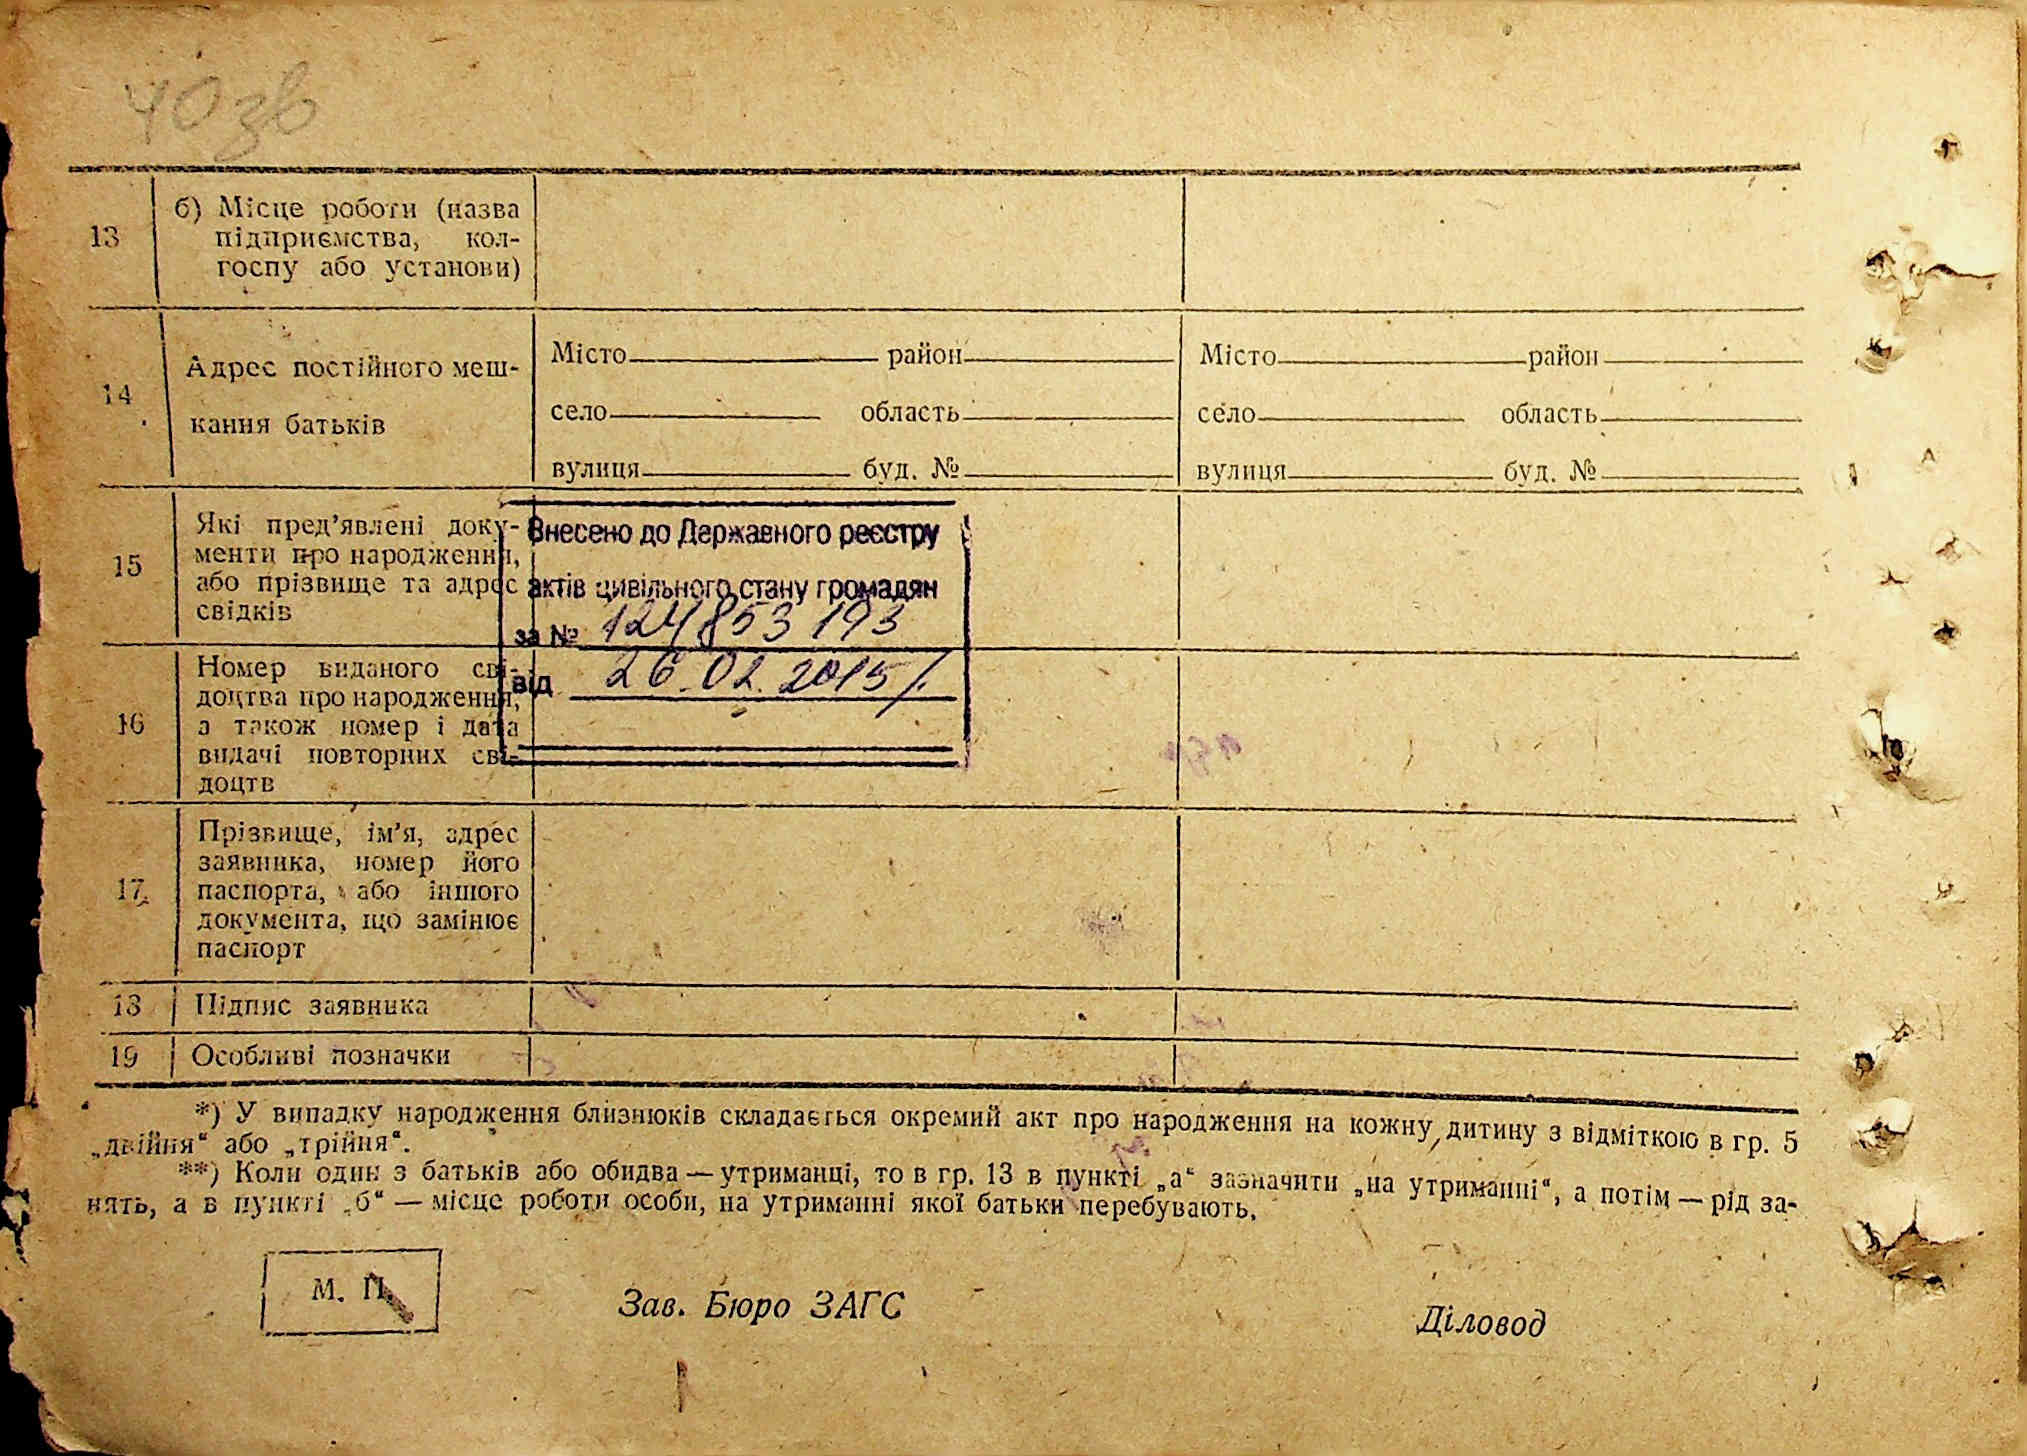 40 зв
13
б) Місце роботи (назва
підприємства, кол-
госпу або установи)
14
Адрес постійного меш-
кання батьків
Місто район
село область
вулиця буд. №
Місто район
село область
вулиця буд. №
15
Які пред’явлені доку-
менти про народження,
або прізвище та адрес
свідків
Внесено до Державного реєстру
актів цивільного стану громадян
за № 124853193
від 26.02.2015
16
Номер виданого сві-
доцтва про народження,
а також номер і дата
видачі повторних сві-
доцтв
17
Прізвище, ім’я, адрес
заявника, номер його
паспорта, або іншого
документа, що замінює
паспорт
18 Підпис заявника
19 Особливі позначки
*) У випадку народження близнюків складається окремий акт про народження на кожну дитину з відміткою в гр. 5
„двійня“ або „трійня“.
**) Коли один з батьків або обидва — утриманці, то в гр. 13 в пункті „а“ зазначити „на утриманні“, а потім — рід за-
нять, а в пункті „б“ — місце роботи особи, на утриманні якої батьки перебувають.
М. П.
Зав. Бюро ЗАГС
Діловод